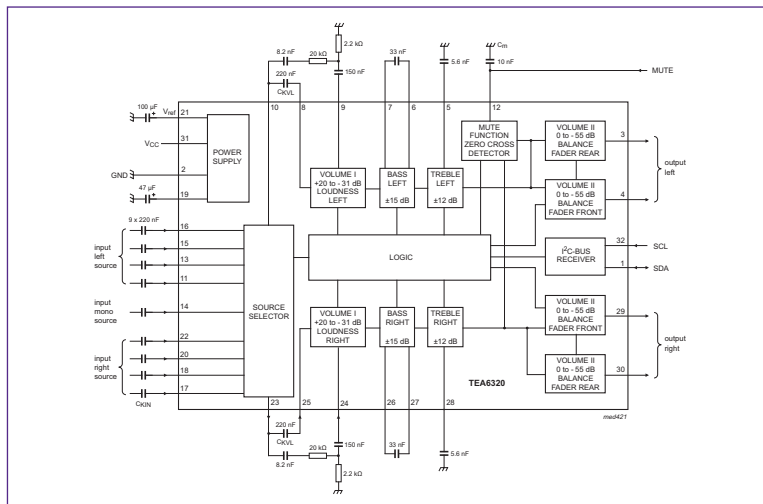 2.2 kΩ
8.2 nF
20 kΩ
150 nF
220 nF
CKVL
33 nF
5.6 nF
Cm
10 nF
MUTE
10
8
9
7
6
5
12
100 µF
+
Vref
21
VCC
31
GND
2
47 µF
+
19
POWER
SUPPLY
MUTE
FUNCTION
ZERO CROSS
DETECTOR
VOLUME II
0 to - 55 dB
BALANCE
FADER REAR
3
VOLUME I
+20 to - 31 dB
LOUDNESS
LEFT
BASS
LEFT
±15 dB
TREBLE
LEFT
±12 dB
VOLUME II
0 to - 55 dB
BALANCE
FADER FRONT
4
output
left
9 x 220 nF
input
left
source
16
15
13
11
input
mono
source
14
input
right
source
22
20
18
17
CKIN
SOURCE
SELECTOR
LOGIC
I2C-BUS
RECEIVER
32
SCL
1
SDA
VOLUME I
+20 to - 31 dB
LOUDNESS
RIGHT
BASS
RIGHT
±15 dB
TREBLE
RIGHT
±12 dB
VOLUME II
0 to - 55 dB
BALANCE
FADER FRONT
29
VOLUME II
0 to - 55 dB
BALANCE
FADER REAR
30
output
right
TEA6320
23
25
24
26
27
28
med421
220 nF
CKVL
8.2 nF
20 kΩ
150 nF
2.2 kΩ
33 nF
5.6 nF